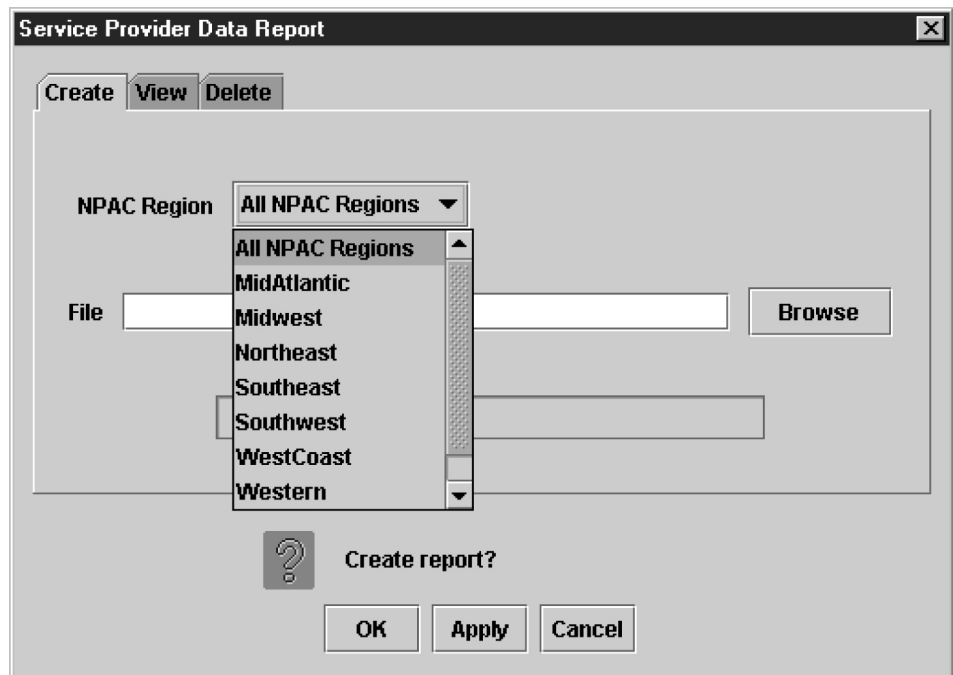 Service Provider Data Report
Create View Delete
NPAC Region All NPAC Regions
All NPAC Regions
MidAtlantic
File
Midwest
Browse
Northeast
Southeast
Southwest
WestCoast
Western
? Create report?
OK Apply Cancel